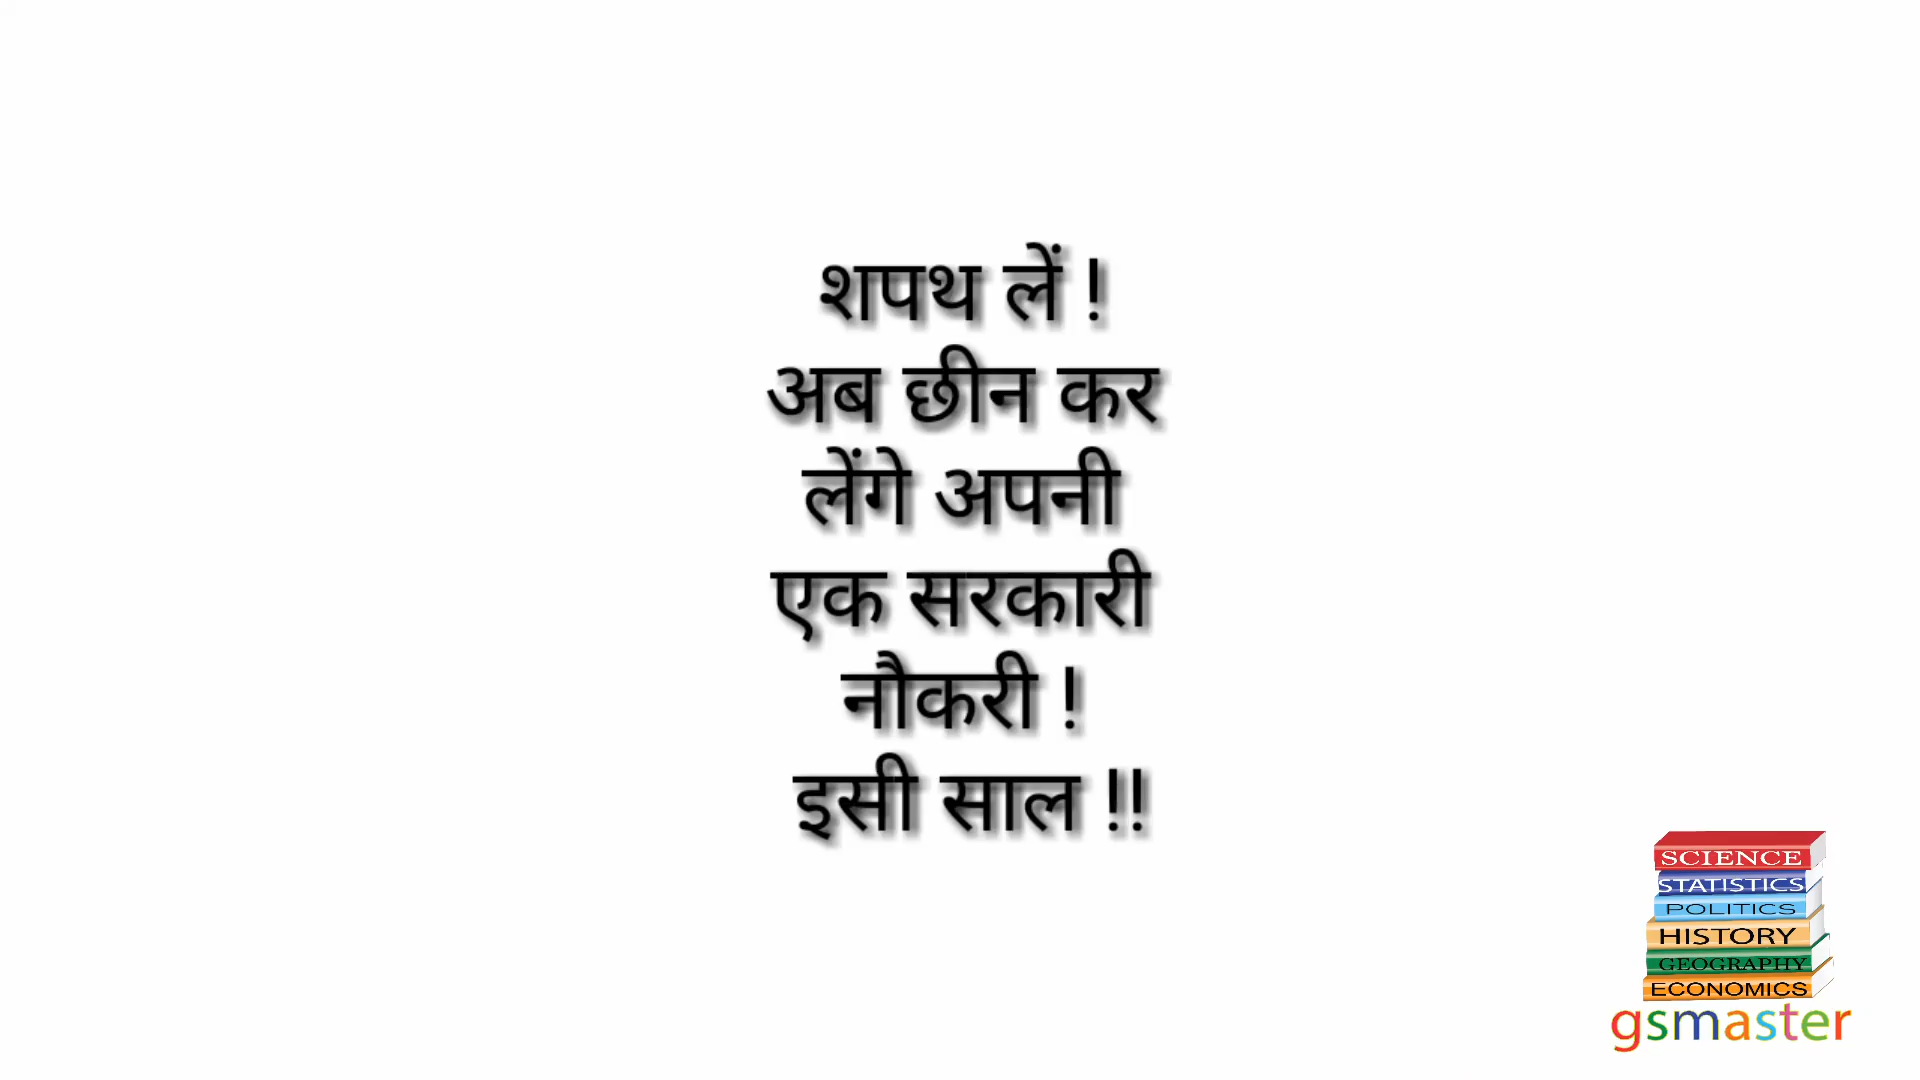 शपथ लें !
अब छीन कर
लेंगे अपनी
एक सरकारी
नौकरी !
इसी साल !!
SCIENCE
STATISTICS
POLITICS
HISTORY
GEOGRAPHY
ECONOMICS
gsmaster